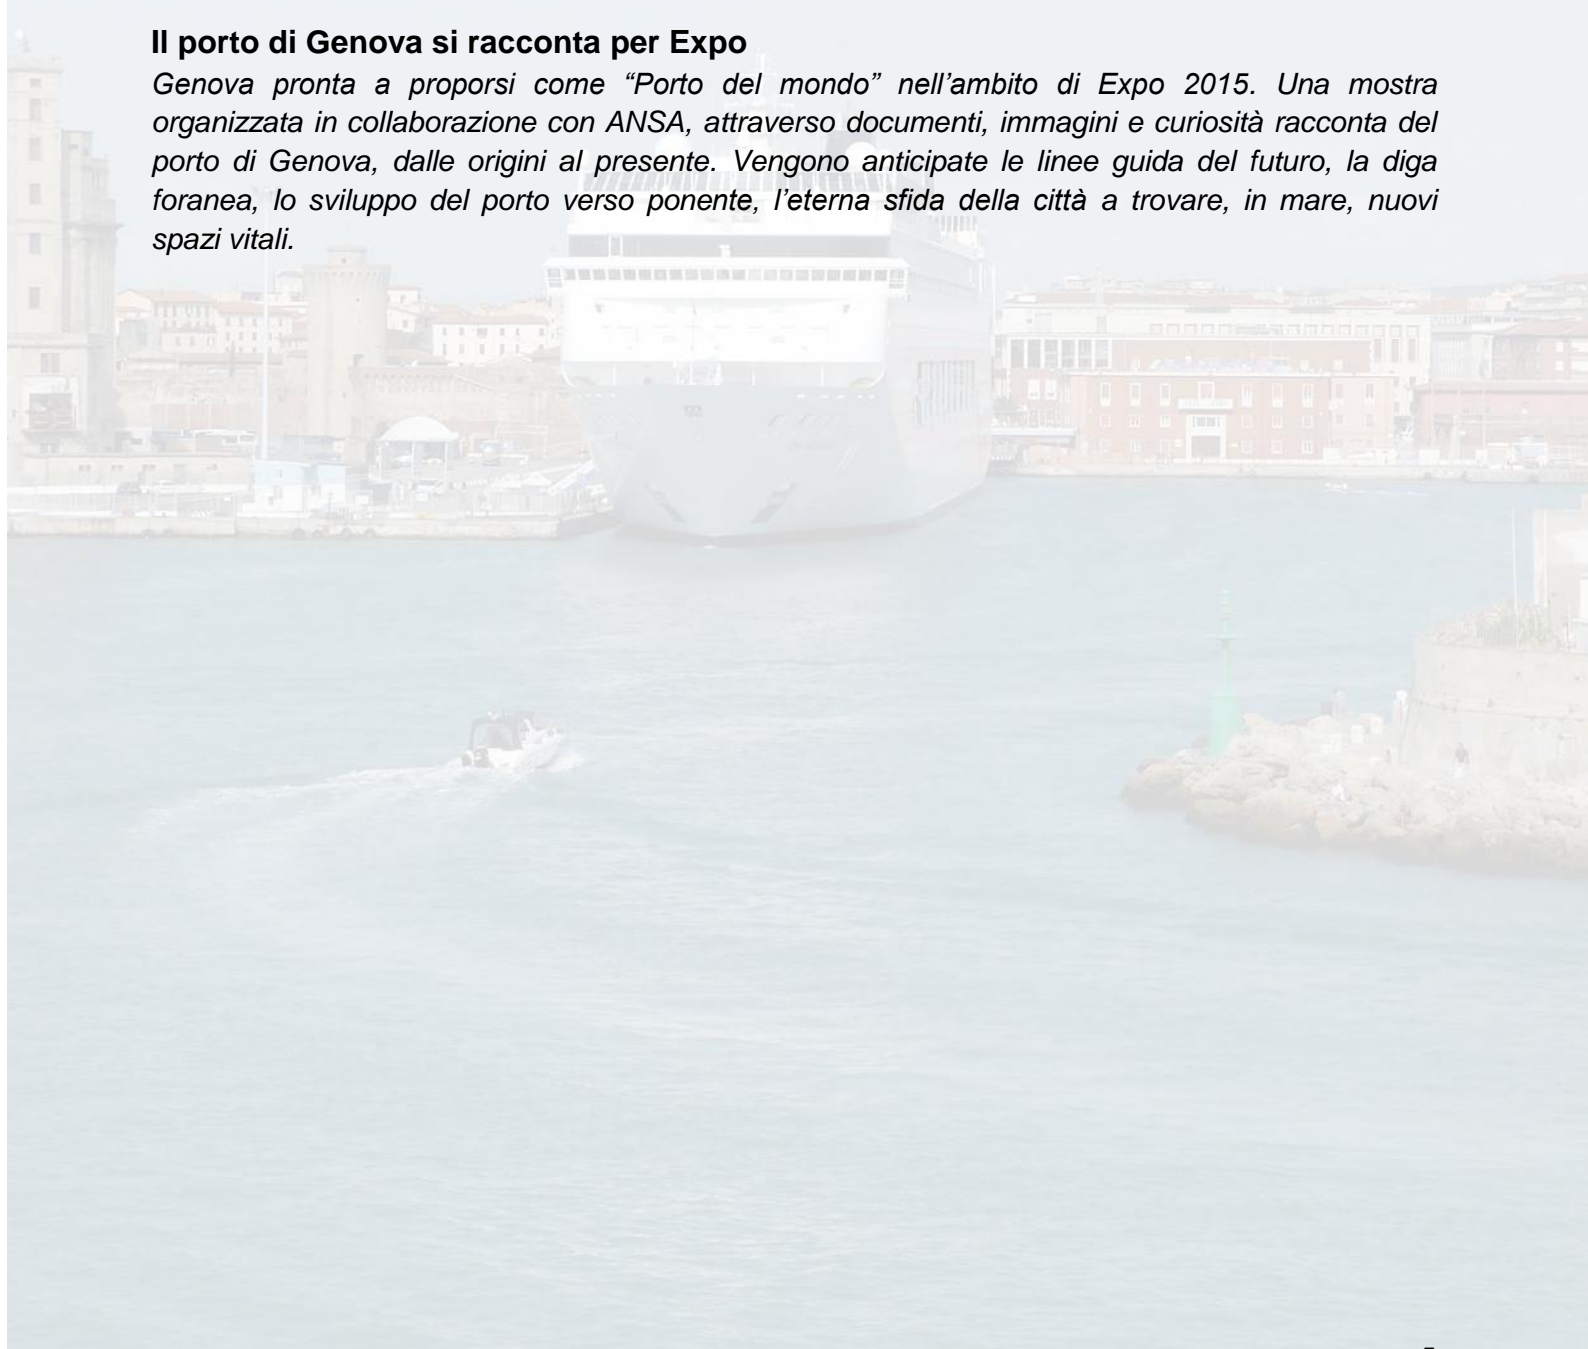 Il porto di Genova si racconta per Expo
Genova pronta a proporsi come “Porto del mondo” nell’ambito di Expo 2015. Una mostra
organizzata in collaborazione con ANSA, attraverso documenti, immagini e curiosità racconta del
porto di Genova, dalle origini al presente. Vengono anticipate le linee guida del futuro, la diga
foranea, lo sviluppo del porto verso ponente, l’eterna sfida della città a trovare, in mare, nuovi
spazi vitali.